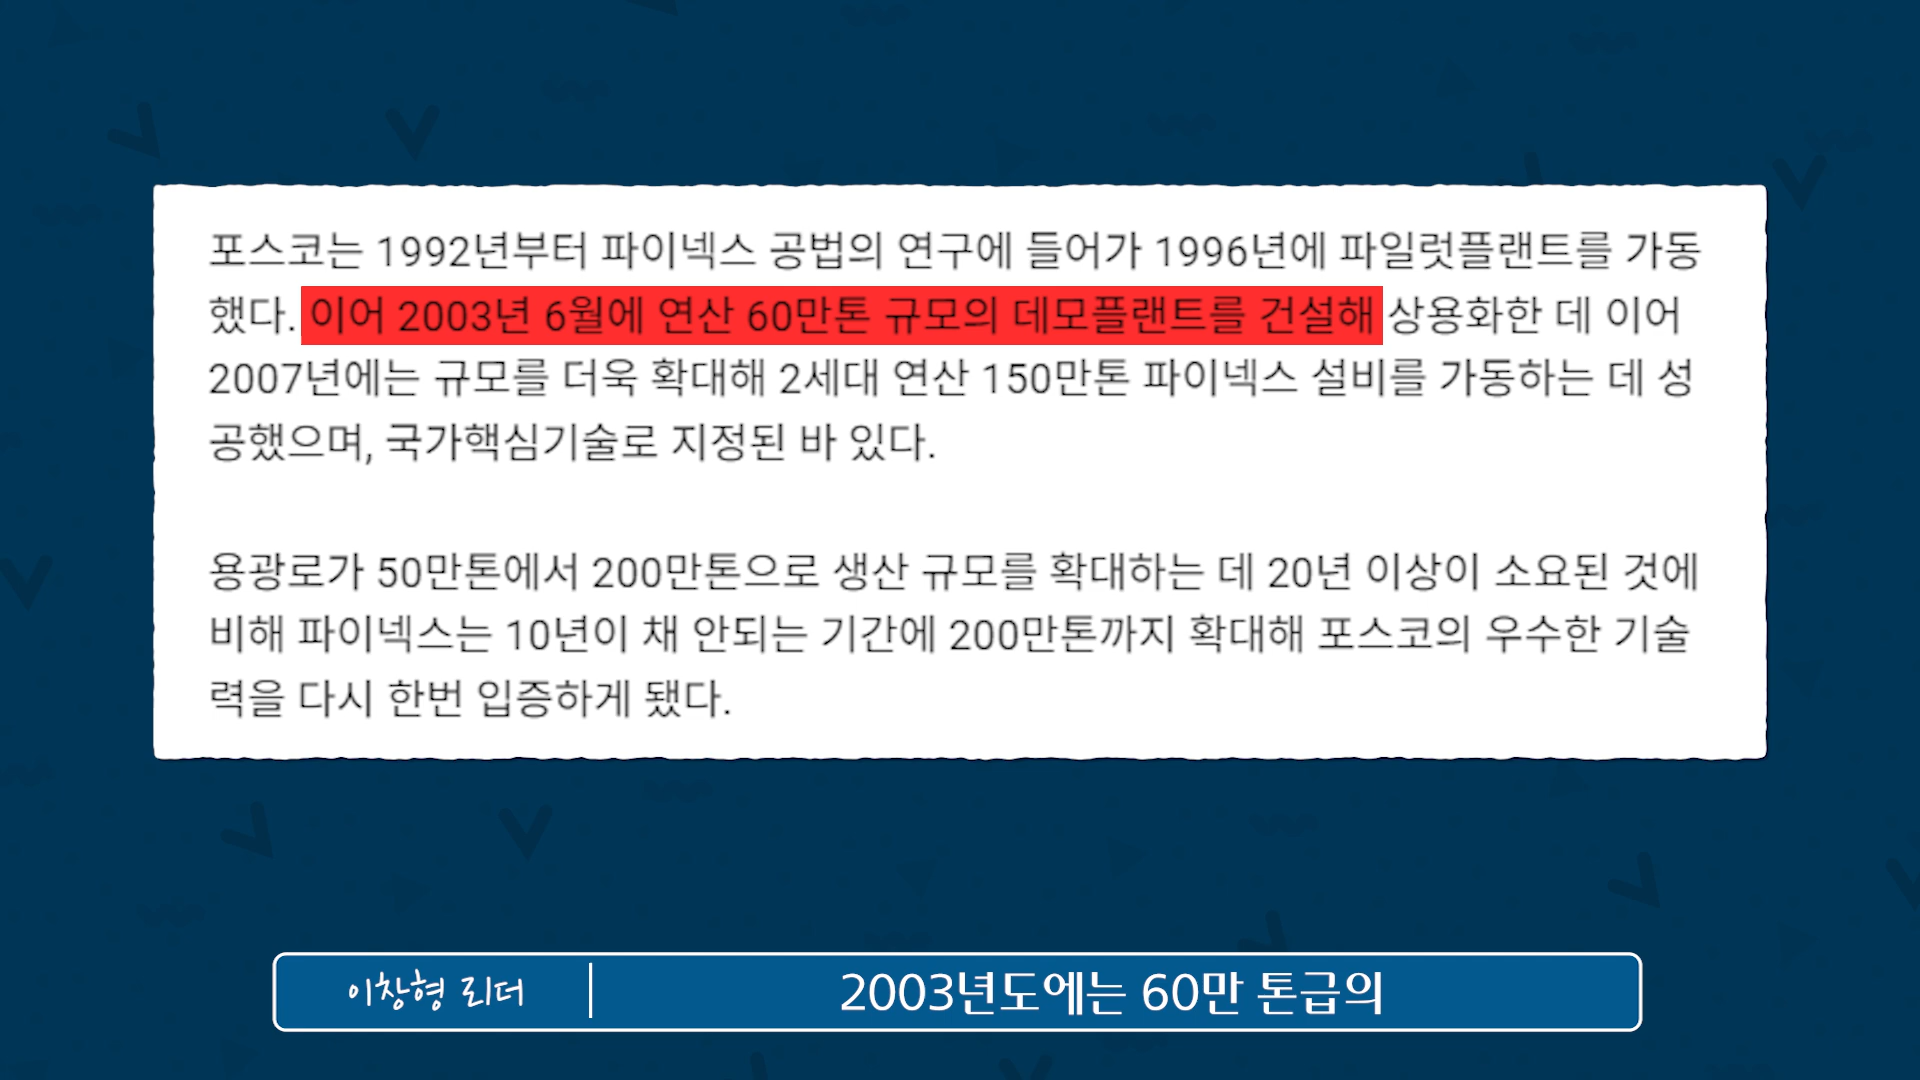 포스코는 1992년부터 파이넥스 공법의 연구에 들어가 1996년에 파일럿플랜트를 가동
했다. 이어 2003년 6월에 연산 60만톤 규모의 데모플랜트를 건설해 상용화한 데 이어
2007년에는 규모를 더욱 확대해 2세대 연산 150만톤 파이넥스 설비를 가동하는 데 성
공했으며, 국가핵심기술로 지정된 바 있다.
용광로가 50만톤에서 200만톤으로 생산 규모를 확대하는 데 20년 이상이 소요된 것에
비해 파이넥스는 10년이 채 안되는 기간에 200만톤까지 확대해 포스코의 우수한 기술
력을 다시 한번 입증하게 됐다.
이창형 리더
2003년도에는 60만 톤급의